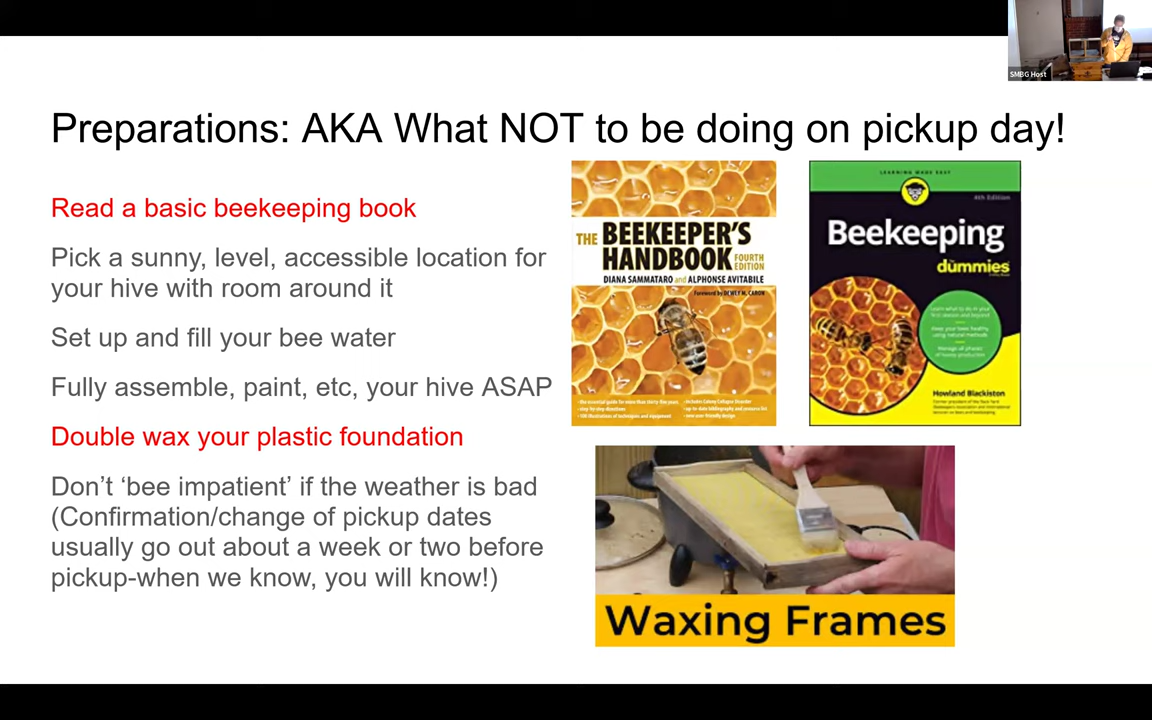 SMBG Host
Preparations: AKA What NOT to be doing on pickup day!
Read a basic beekeeping book
Pick a sunny, level, accessible location for
your hive with room around it
Set up and fill your bee water
Fully assemble, paint, etc, your hive ASAP
Double wax your plastic foundation
Don’t ‘bee impatient’ if the weather is bad
(Confirmation/change of pickup dates
usually go out about a week or two before
pickup-when we know, you will know!)
THE BEEKEEPER'S
HANDBOOK FOURTH
EDITION
DIANA SAMMATARO and ALPHONSE AVITABILE
Foreword by DEWEY M. CARON
LEARNING MADE EASY
4th Edition
Beekeeping
dummies
Howland Blackiston
Waxing Frames